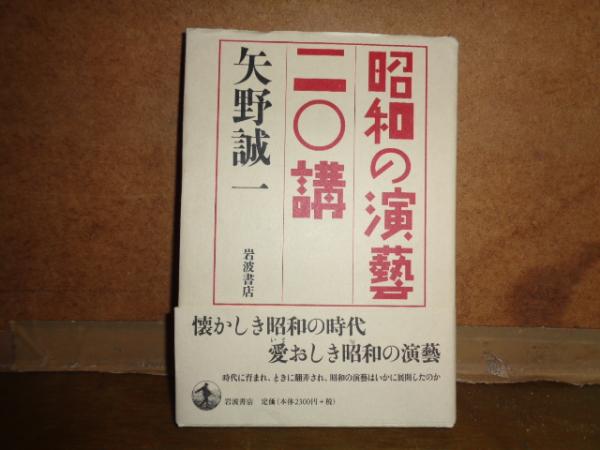 昭和の演藝
二〇講
矢野誠一
岩波書店
懐かしき昭和の時代
愛おしき昭和の演藝
時代に育まれ、ときに翻弄され、昭和の演藝はいかに展開したのか
岩波書店 定価(本体2300円+税)